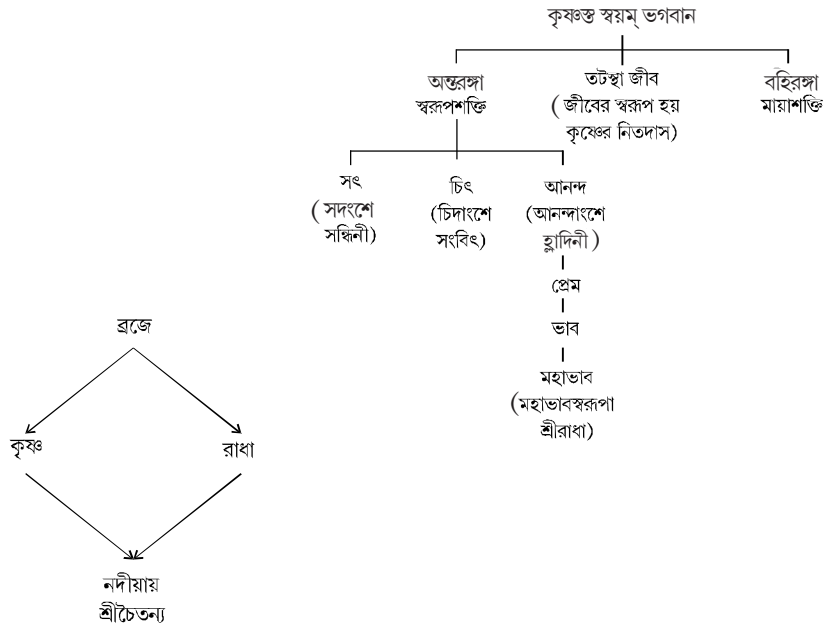 কৃষ্ণস্ত স্বয়ম্ ভগবান
অন্তরঙ্গা
স্বরূপশক্তি
তটস্থা জীব
(জীবের স্বরূপ হয়
কৃষ্ণের নিতদাস)
বহিরঙ্গা
মায়াশক্তি
সৎ
(সদংশে
সন্ধিনী)
চিৎ
(চিদাংশে
সংবিৎ)
আনন্দ
(আনন্দাংশে
হ্লাদিনী)
প্রেম
ভাব
মহাভাব
(মহাভাবস্বরূপা
শ্রীরাধা)
ব্রজে
কৃষ্ণ
রাধা
নদীয়ায়
শ্রীচৈতন্য